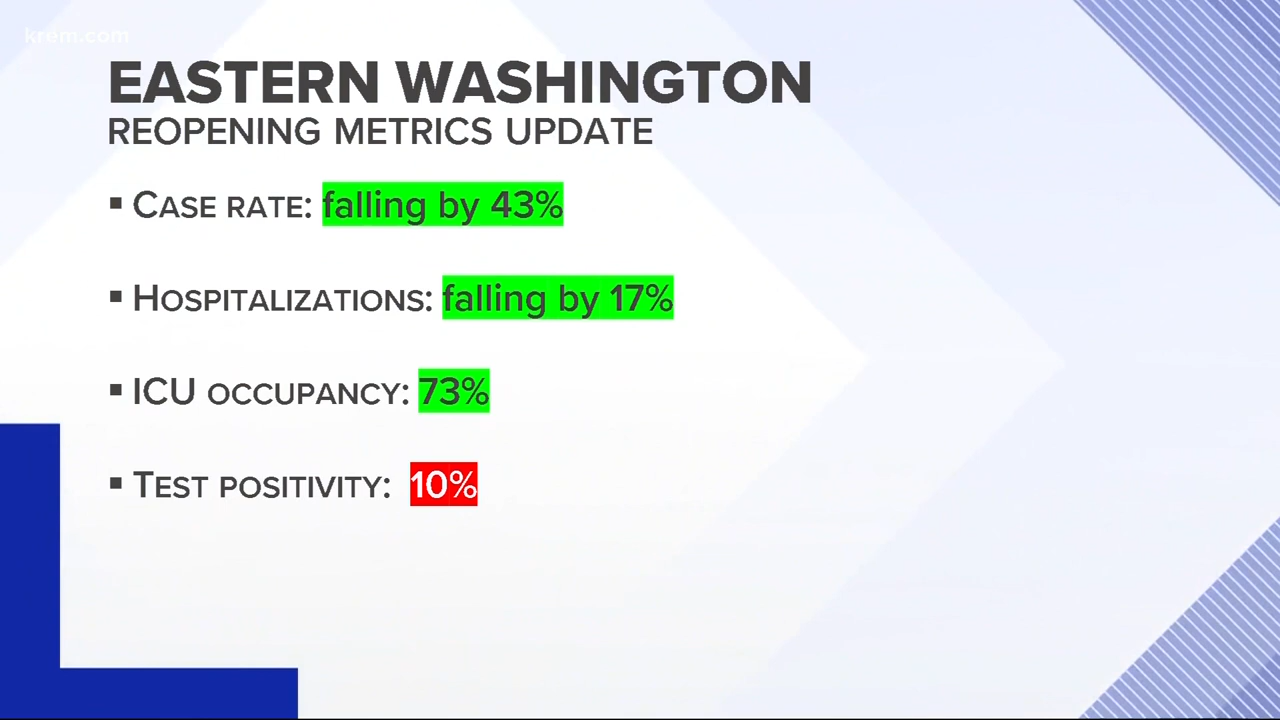 krem.com
EASTERN WASHINGTON
REOPENING METRICS UPDATE
▪ CASE RATE: falling by 43%
▪ HOSPITALIZATIONS: falling by 17%
▪ ICU OCCUPANCY: 73%
▪ TEST POSITIVITY: 10%